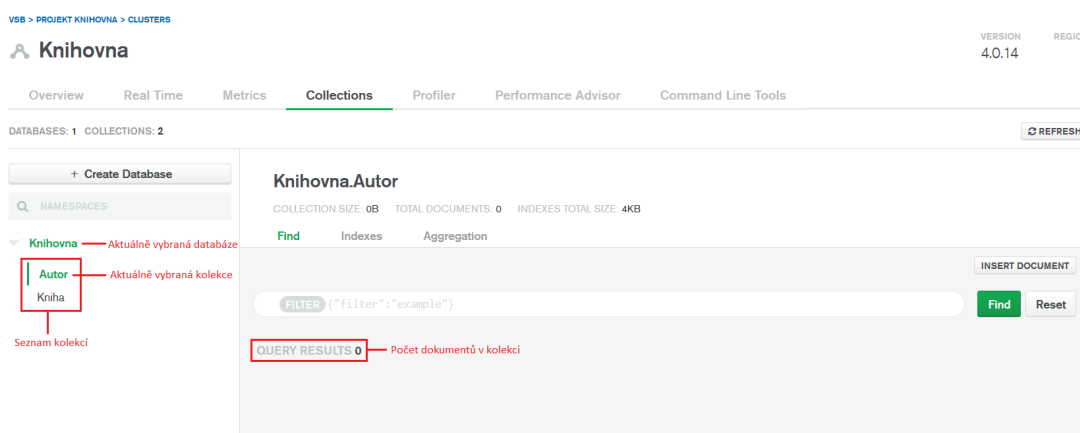 VSB > PROJEKT KNIHOVNA > CLUSTERS
Knihovna
VERSION
4.0.14
REGIO
Overview Real Time Metrics Collections Profiler Performance Advisor Command Line Tools
DATABASES: 1 COLLECTIONS: 2
REFRESH
+ Create Database
NAMESPACES
Knihovna
Aktuálně vybraná databáze
Autor
Aktuálně vybraná kolekce
Kniha
Seznam kolekcí
Knihovna.Autor
COLLECTION SIZE: 0B TOTAL DOCUMENTS: 0 INDEXES TOTAL SIZE: 4KB
Find Indexes Aggregation
INSERT DOCUMENT
FILTER {"filter":"example"}
Find Reset
QUERY RESULTS 0
Počet dokumentů v kolekci